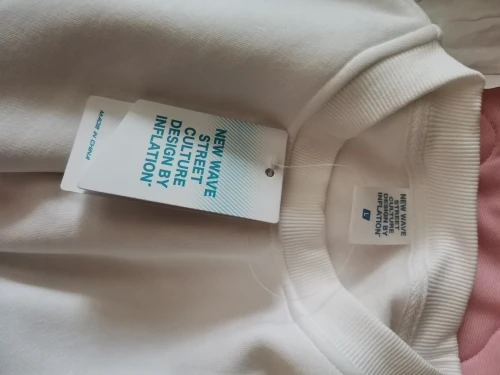 NEW WAVE
STREET
CULTURE
DESIGN BY
INFLATION®
MADE IN CHINA
NEW WAVE
STREET
CULTURE
DESIGN BY
INFLATION®